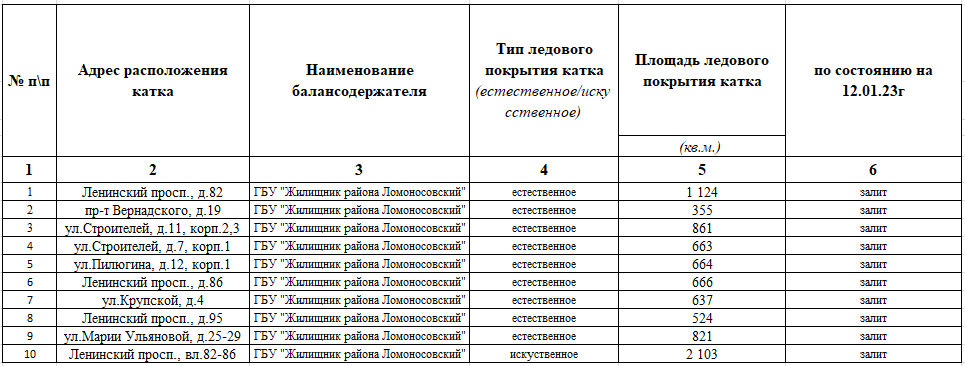 № п\п
Адрес расположения
катка
Наименование
балансодержателя
Тип ледового
покрытия катка
(естественное/иску
сственное)
Площадь ледового
покрытия катка
(кв.м.)
по состоянию на
12.01.23г
1 2 3 4 5 6
1 Ленинский просп., д.82 ГБУ "Жилищник района Ломоносовский" естественное 1 124 залит
2 пр-т Вернадского, д.19 ГБУ "Жилищник района Ломоносовский" естественное 355 залит
3 ул.Строителей, д.11, корп.2,3 ГБУ "Жилищник района Ломоносовский" естественное 861 залит
4 ул.Строителей, д.7, корп.1 ГБУ "Жилищник района Ломоносовский" естественное 663 залит
5 ул.Пилюгина, д.12, корп.1 ГБУ "Жилищник района Ломоносовский" естественное 664 залит
6 Ленинский просп., д.86 ГБУ "Жилищник района Ломоносовский" естественное 666 залит
7 ул.Крупской, д.4 ГБУ "Жилищник района Ломоносовский" естественное 637 залит
8 Ленинский просп., д.95 ГБУ "Жилищник района Ломоносовский" естественное 524 залит
9 ул.Марии Ульяновой, д.25-29 ГБУ "Жилищник района Ломоносовский" естественное 821 залит
10 Ленинский просп., вл.82-86 ГБУ "Жилищник района Ломоносовский" искуственное 2 103 залит